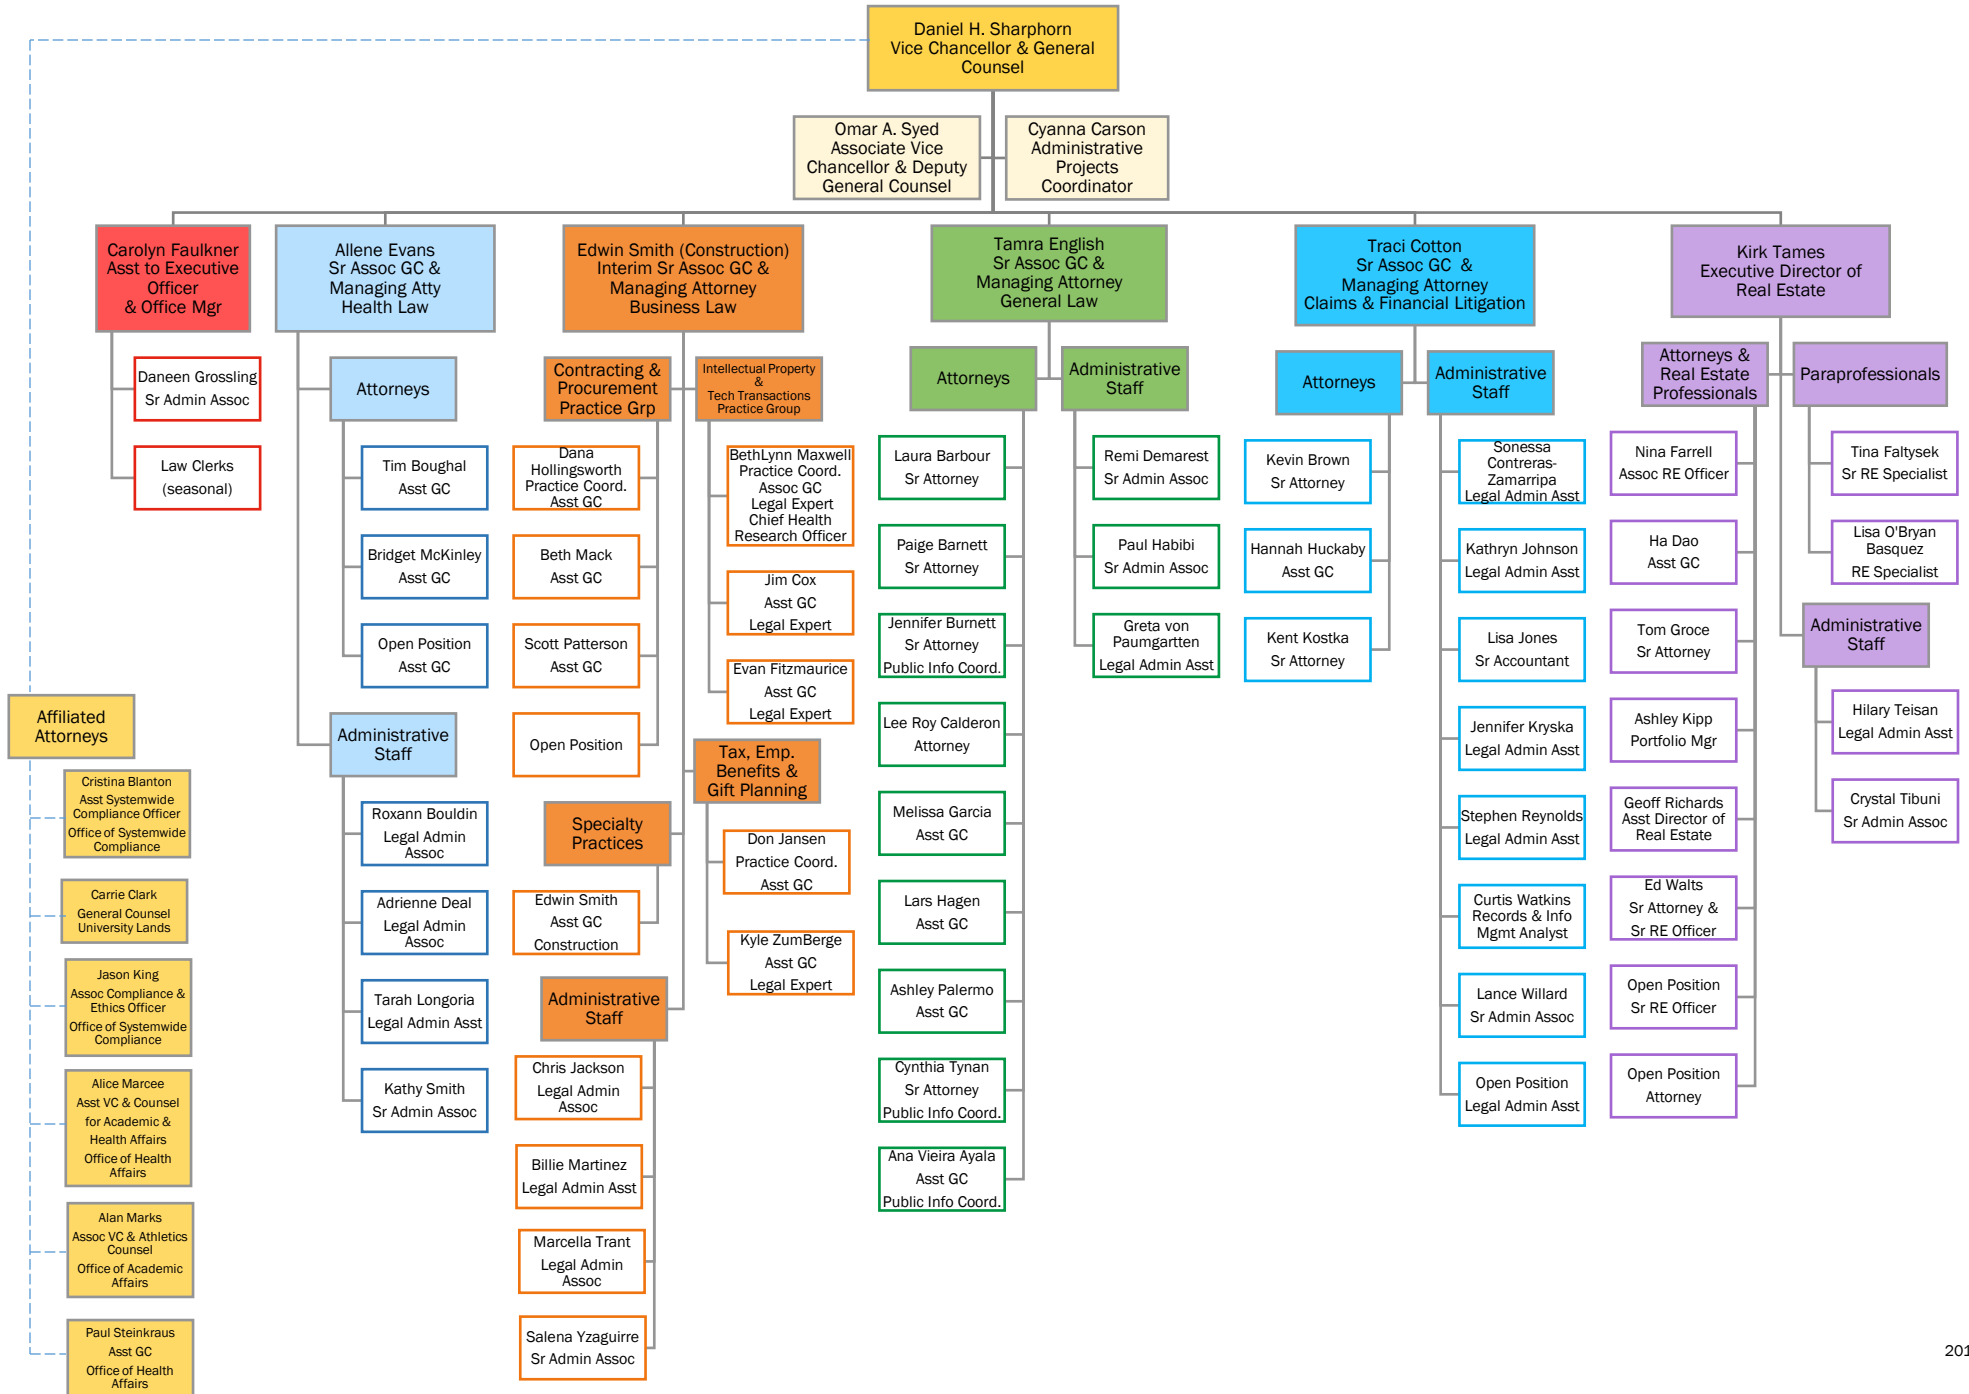 Daniel H. Sharphorn
Vice Chancellor & General
Counsel
Omar A. Syed
Associate Vice
Chancellor & Deputy
General Counsel
Cyanna Carson
Administrative
Projects
Coordinator
Carolyn Faulkner
Asst to Executive
Officer
& Office Mgr
Daneen Grossling
Sr Admin Assoc
Law Clerks
(seasonal)
Allene Evans
Sr Assoc GC &
Managing Atty
Health Law
Attorneys
Tim Boughal
Asst GC
Bridget McKinley
Asst GC
Open Position
Asst GC
Administrative
Staff
Roxann Bouldin
Legal Admin
Assoc
Adrienne Deal
Legal Admin
Assoc
Tarah Longoria
Legal Admin Asst
Kathy Smith
Sr Admin Assoc
Edwin Smith (Construction)
Interim Sr Assoc GC &
Managing Attorney
Business Law
Contracting &
Procurement
Practice Grp
Dana
Hollingsworth
Practice Coord.
Asst GC
Beth Mack
Asst GC
Scott Patterson
Asst GC
Open Position
Specialty
Practices
Edwin Smith
Asst GC
Construction
Administrative
Staff
Chris Jackson
Legal Admin
Assoc
Billie Martinez
Legal Admin Asst
Marcella Trant
Legal Admin
Assoc
Salena Yzaguirre
Sr Admin Assoc
Intellectual Property
&
Tech Transactions
Practice Group
BethLynn Maxwell
Practice Coord.
Assoc GC
Legal Expert
Chief Health
Research Officer
Jim Cox
Asst GC
Legal Expert
Evan Fitzmaurice
Asst GC
Legal Expert
Tax, Emp.
Benefits &
Gift Planning
Don Jansen
Practice Coord.
Asst GC
Kyle ZumBerge
Asst GC
Legal Expert
Tamra English
Sr Assoc GC &
Managing Attorney
General Law
Attorneys
Laura Barbour
Sr Attorney
Paige Barnett
Sr Attorney
Jennifer Burnett
Sr Attorney
Public Info Coord.
Lee Roy Calderon
Attorney
Melissa Garcia
Asst GC
Lars Hagen
Asst GC
Ashley Palermo
Asst GC
Cynthia Tynan
Sr Attorney
Public Info Coord.
Ana Vieira Ayala
Asst GC
Public Info Coord.
Administrative
Staff
Remi Demarest
Sr Admin Assoc
Paul Habibi
Sr Admin Assoc
Greta von
Paumgartten
Legal Admin Asst
Traci Cotton
Sr Assoc GC &
Managing Attorney
Claims & Financial Litigation
Attorneys
Kevin Brown
Sr Attorney
Hannah Huckaby
Asst GC
Kent Kostka
Sr Attorney
Administrative
Staff
Sonessa
Contreras-
Zamarripa
Legal Admin Asst
Kathryn Johnson
Legal Admin Asst
Lisa Jones
Sr Accountant
Jennifer Kryska
Legal Admin Asst
Stephen Reynolds
Legal Admin Asst
Curtis Watkins
Records & Info
Mgmt Analyst
Lance Willard
Sr Admin Assoc
Open Position
Legal Admin Asst
Kirk Tames
Executive Director of
Real Estate
Attorneys &
Real Estate
Professionals
Nina Farrell
Assoc RE Officer
Ha Dao
Asst GC
Tom Groce
Sr Attorney
Ashley Kipp
Portfolio Mgr
Geoff Richards
Asst Director of
Real Estate
Ed Walts
Sr Attorney &
Sr RE Officer
Open Position
Sr RE Officer
Open Position
Attorney
Paraprofessionals
Tina Faltysek
Sr RE Specialist
Lisa O'Bryan
Basquez
RE Specialist
Administrative
Staff
Hilary Teisan
Legal Admin Asst
Crystal Tibuni
Sr Admin Assoc
Affiliated
Attorneys
Cristina Blanton
Asst Systemwide
Compliance Officer
Office of Systemwide
Compliance
Carrie Clark
General Counsel
University Lands
Jason King
Assoc Compliance &
Ethics Officer
Office of Systemwide
Compliance
Alice Marcee
Asst VC & Counsel
for Academic &
Health Affairs
Office of Health
Affairs
Alan Marks
Assoc VC & Athletics
Counsel
Office of Academic
Affairs
Paul Steinkraus
Asst GC
Office of Health
Affairs